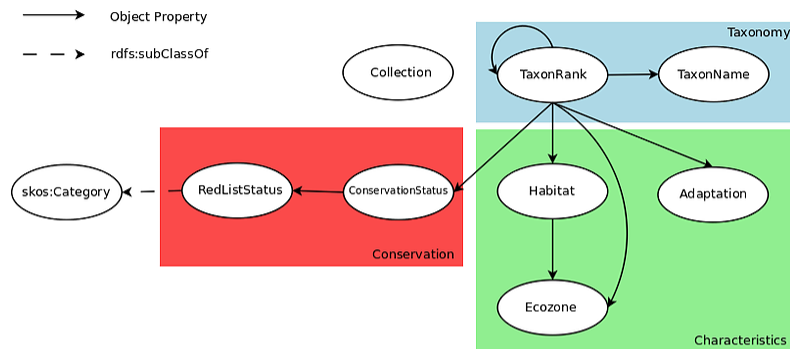 Object Property
rdfs:subClassOf
Collection
Taxonomy
TaxonRank
TaxonName
skos:Category
RedListStatus
ConservationStatus
Conservation
Habitat
Adaptation
Ecozone
Characteristics